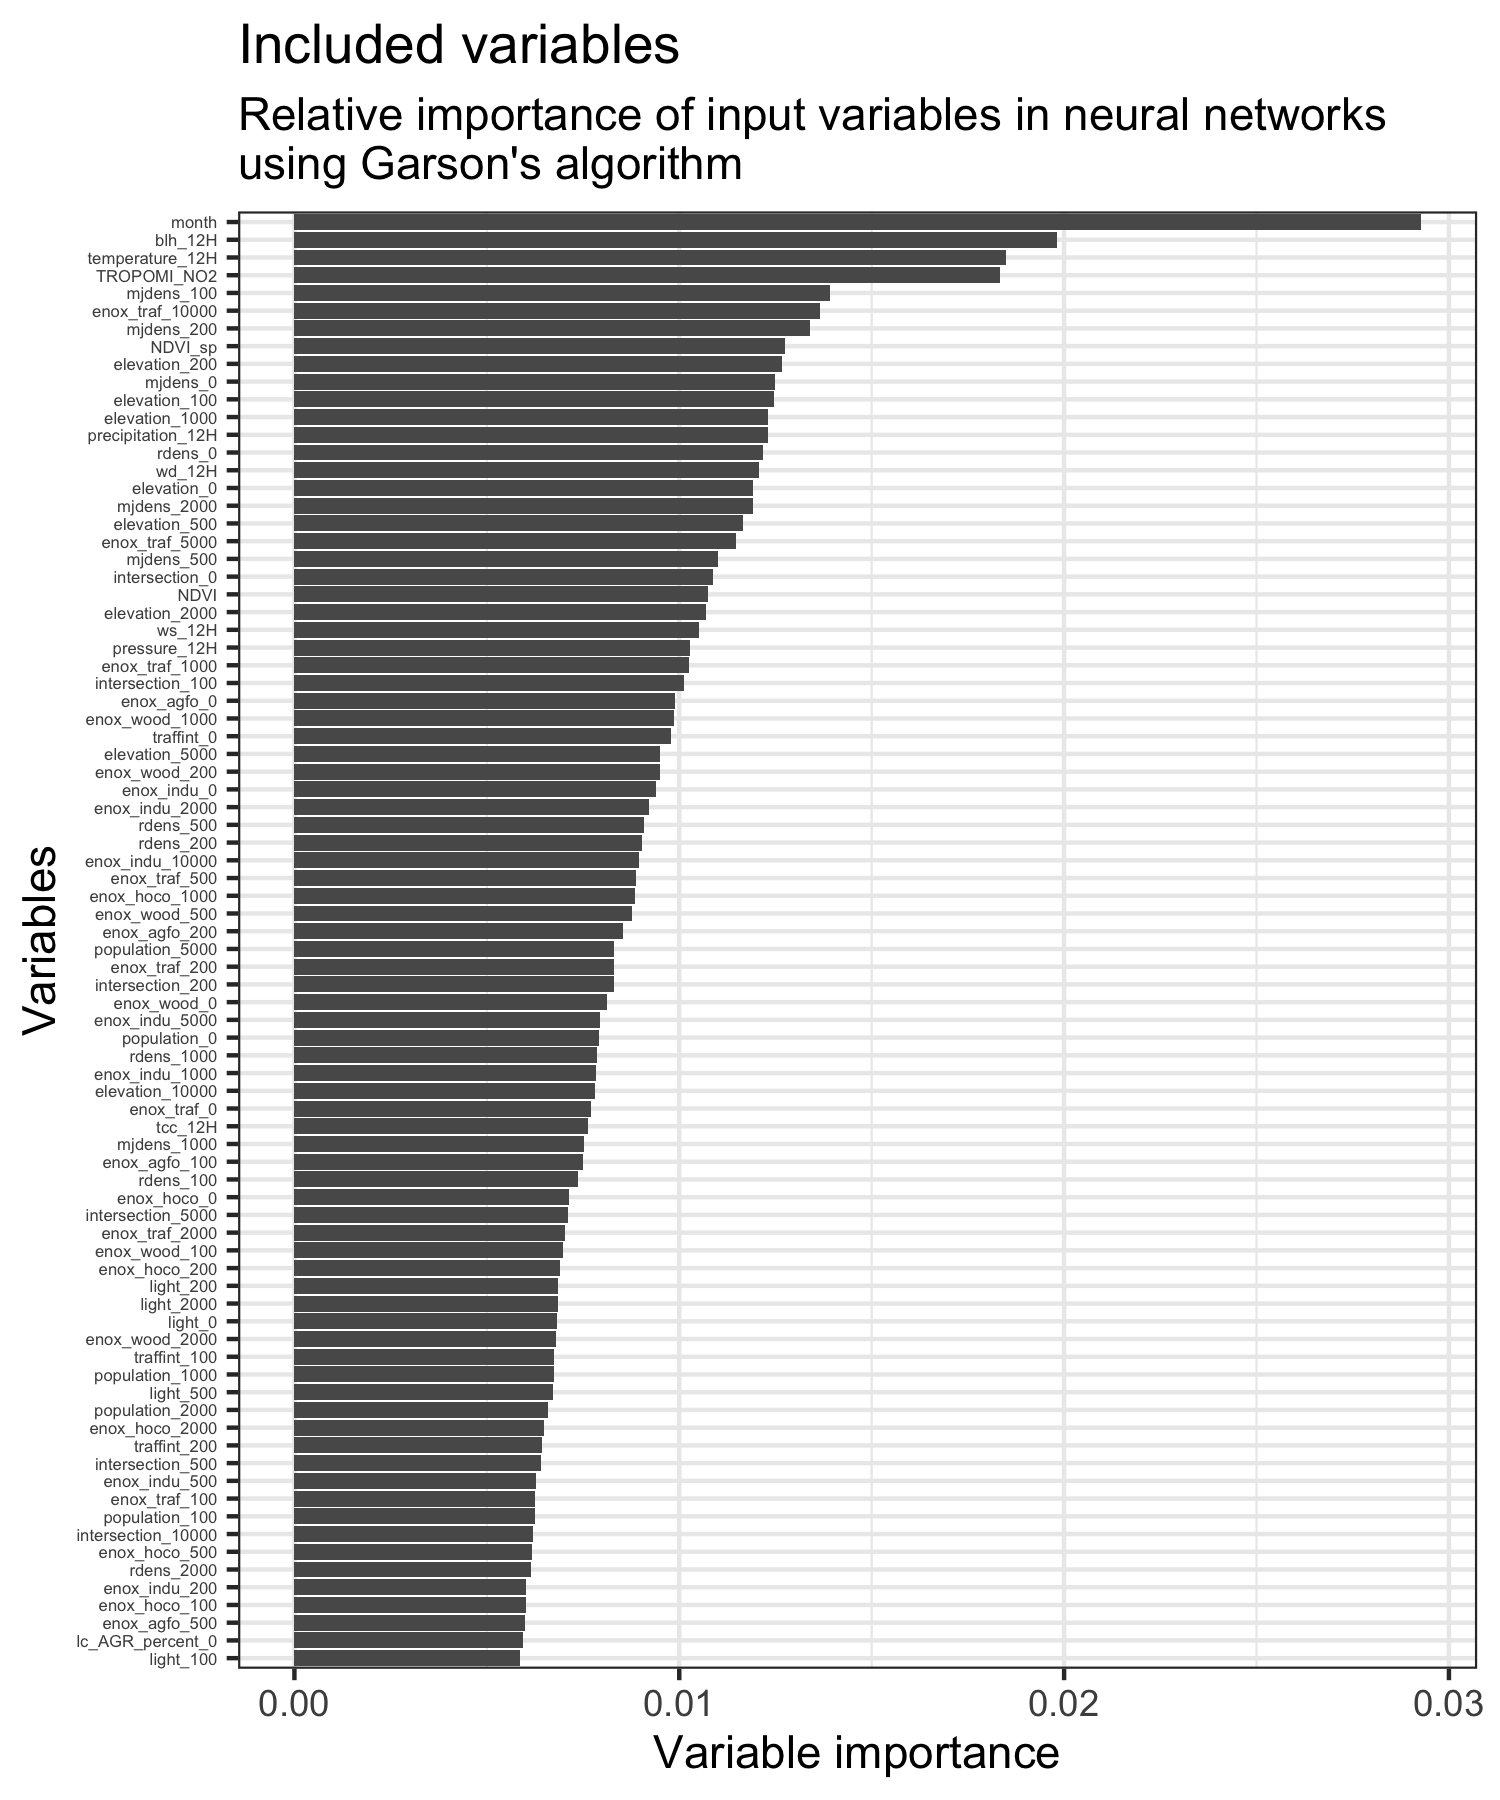 Included variables
Relative importance of input variables in neural networks
using Garson's algorithm
month
blh_12H
temperature_12H
TROPOMI_NO2
mjdens_100
enox_traf_10000
mjdens_200
NDVI_sp
elevation_200
mjdens_0
elevation_100
elevation_1000
precipitation_12H
rdens_0
wd_12H
elevation_0
mjdens_2000
elevation_500
enox_traf_5000
mjdens_500
intersection_0
NDVI
elevation_2000
ws_12H
pressure_12H
enox_traf_1000
intersection_100
enox_agfo_0
enox_wood_1000
traffint_0
elevation_5000
enox_wood_200
enox_indu_0
enox_indu_2000
rdens_500
rdens_200
enox_indu_10000
enox_traf_500
enox_hoco_1000
enox_wood_500
enox_agfo_200
population_5000
enox_traf_200
intersection_200
enox_wood_0
enox_indu_5000
population_0
rdens_1000
enox_indu_1000
elevation_10000
enox_traf_0
tcc_12H
mjdens_1000
enox_agfo_100
rdens_100
enox_hoco_0
intersection_5000
enox_traf_2000
enox_wood_100
enox_hoco_200
light_200
light_2000
light_0
enox_wood_2000
traffint_100
population_1000
light_500
population_2000
enox_hoco_2000
traffint_200
intersection_500
enox_indu_500
enox_traf_100
population_100
intersection_10000
enox_hoco_500
rdens_2000
enox_indu_200
enox_hoco_100
enox_agfo_500
lc_AGR_percent_0
light_100
Variables
0.00 0.01 0.02 0.03
Variable importance